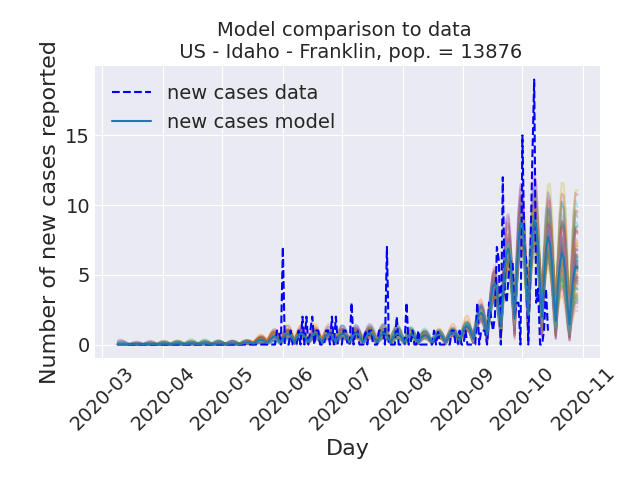 Model comparison to data
US - Idaho - Franklin, pop. = 13876
new cases data
new cases model
Number of new cases reported
15
10
5
0
2020-03
2020-04
2020-05
2020-06
2020-07
2020-08
2020-09
2020-10
2020-11
Day